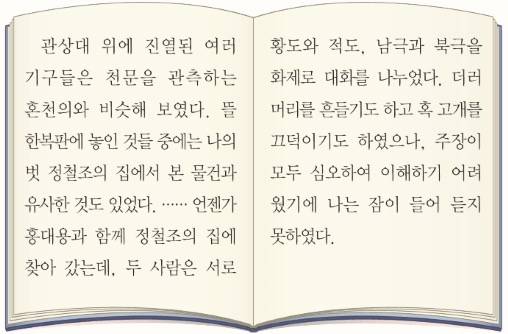 관상대 위에 진열된 여러
기구들은 천문을 관측하는
혼천의와 비슷해 보였다. 뜰
한복판에 놓인 것들 중에는 나의
벗 정철조의 집에서 본 물건과
유사한 것도 있었다. …… 언젠가
홍대용과 함께 정철조의 집에
찾아 갔는데, 두 사람은 서로
황도와 적도, 남극과 북극을
화제로 대화를 나누었다. 더러
머리를 흔들기도 하고 혹 고개를
끄덕이기도 하였으나, 주장이
모두 심오하여 이해하기 어려
웠기에 나는 잠이 들어 듣지
못하였다.